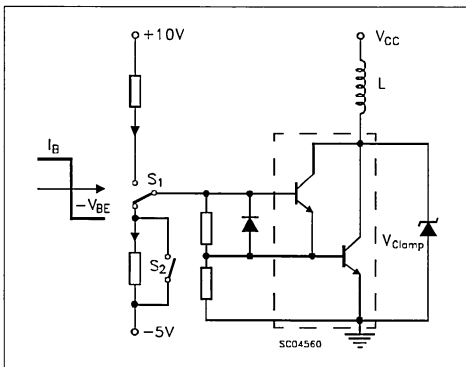 +10V
V_CC
L
I_B
S_1
-V_BE
S_2
V_Clamp
-5V
SC04560